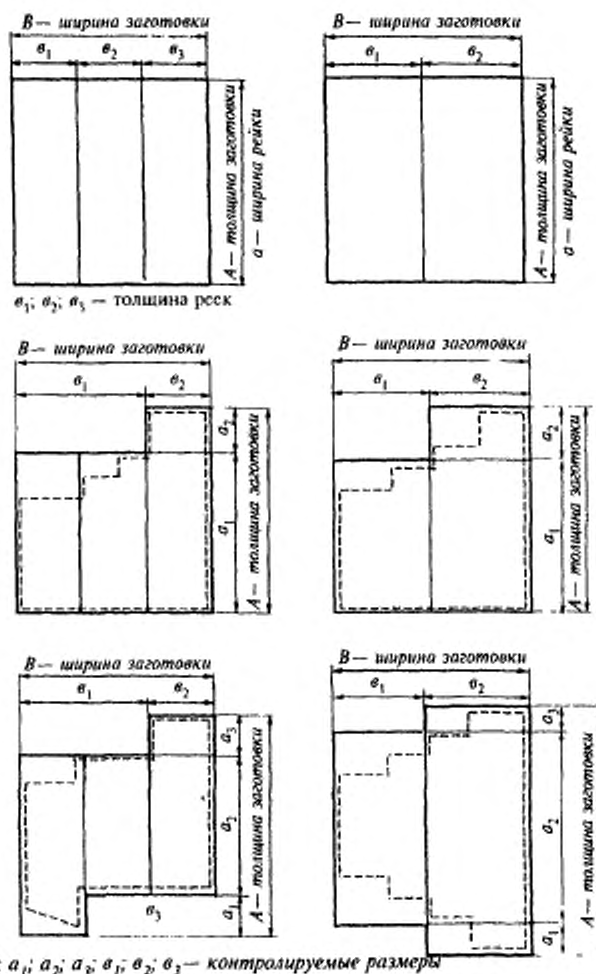 В — ширина заготовки
В — ширина заготовки
в₁ в₂ в₃
в₁ в₂
А — толщина заготовки
а — ширина рейки
А — толщина заготовки
а — ширина рейки
в₁; в₂; в₃ — толщина реек
В — ширина заготовки
В — ширина заготовки
в₁ в₂
в₁ в₂
а₂
а₁
А — толщина заготовки
а₂
а₁
А — толщина заготовки
В — ширина заготовки
В — ширина заготовки
в₁ в₂
в₁ в₂
а₃
а₂
а₁
в₃
А — толщина заготовки
а₃
а₂
а₁
А — толщина заготовки
а₁; а₂; а₃; в₁; в₂; в₃ — контролируемые размеры